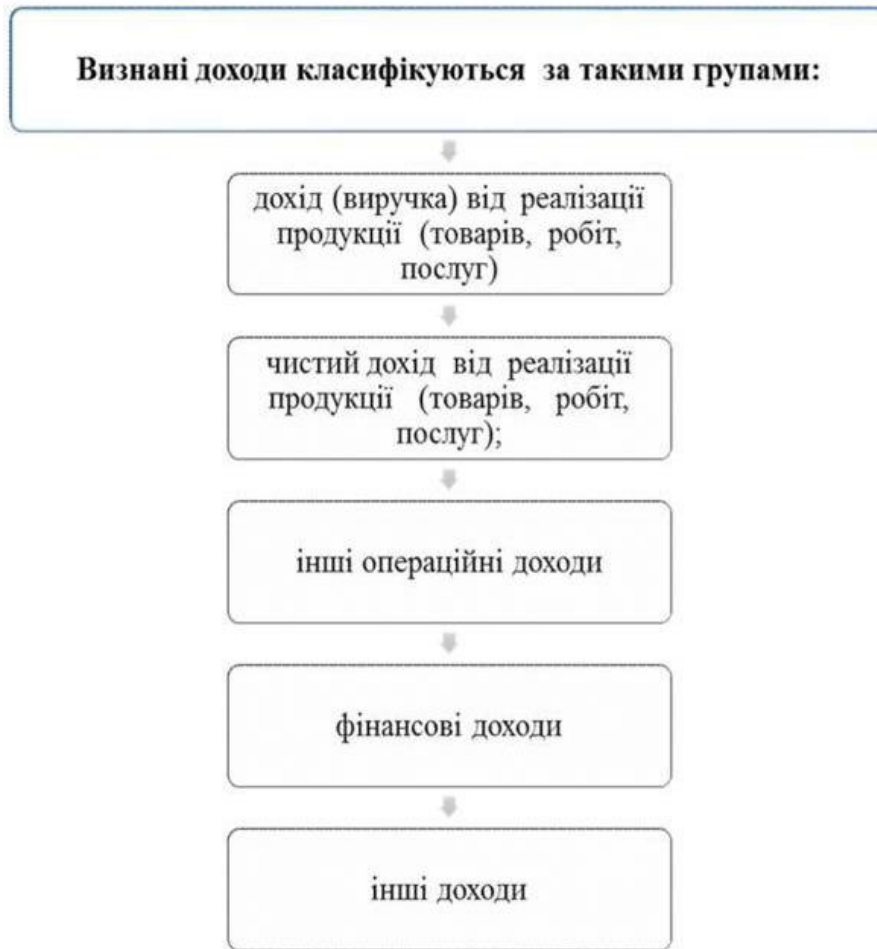 Визнані доходи класифікуються за такими групами:
дохід (виручка) від реалізації
продукції (товарів, робіт,
послуг)
чистий дохід від реалізації
продукції (товарів, робіт,
послуг);
інші операційні доходи
фінансові доходи
інші доходи